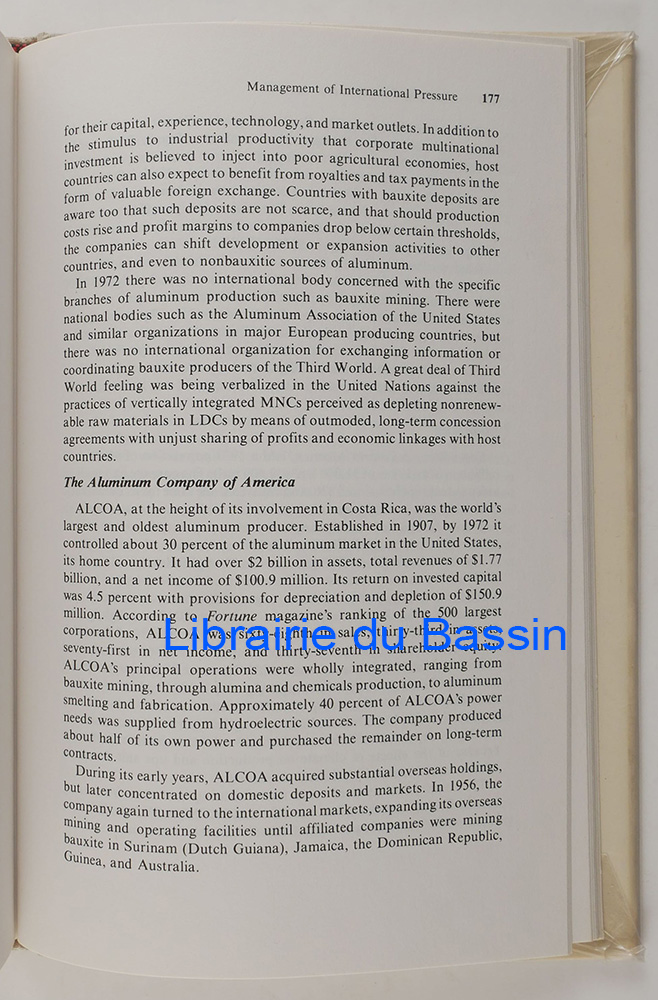 Management of International Pressure 177
for their capital, experience, technology, and market outlets. In addition to
the stimulus to industrial productivity that corporate multinational
investment is believed to inject into poor agricultural economies, host
countries can also expect to benefit from royalties and tax payments in the
form of valuable foreign exchange. Countries with bauxite deposits are
aware too that such deposits are not scarce, and that should production
costs rise and profit margins to companies drop below certain thresholds,
the companies can shift development or expansion activities to other
countries, and even to nonbauxitic sources of aluminum.
In 1972 there was no international body concerned with the specific
branches of aluminum production such as bauxite mining. There were
national bodies such as the Aluminum Association of the United States
and similar organizations in major European producing countries, but
there was no international organization for exchanging information or
coordinating bauxite producers of the Third World. A great deal of Third
World feeling was being verbalized in the United Nations against the
practices of vertically integrated MNCs perceived as depleting nonrenew-
able raw materials in LDCs by means of outmoded, long-term concession
agreements with unjust sharing of profits and economic linkages with host
countries.
The Aluminum Company of America
ALCOA, at the height of its involvement in Costa Rica, was the world's
largest and oldest aluminum producer. Established in 1907, by 1972 it
controlled about 30 percent of the aluminum market in the United States,
its home country. It had over $2 billion in assets, total revenues of $1.77
billion, and a net income of $100.9 million. Its return on invested capital
was 4.5 percent with provisions for depreciation and depletion of $150.9
million. According to Fortune magazine's ranking of the 500 largest
corporations, ALCOA was sixty-eighth in sales, thirty-third in assets,
Librairie du Bassin
seventy-first in net income, and thirty-seventh in shareholder equity.
ALCOA's principal operations were wholly integrated, ranging from
bauxite mining, through alumina and chemicals production, to aluminum
smelting and fabrication. Approximately 40 percent of ALCOA's power
needs was supplied from hydroelectric sources. The company produced
about half of its own power and purchased the remainder on long-term
contracts.
During its early years, ALCOA acquired substantial overseas holdings,
but later concentrated on domestic deposits and markets. In 1956, the
company again turned to the international markets, expanding its overseas
mining and operating facilities until affiliated companies were mining
bauxite in Surinam (Dutch Guiana), Jamaica, the Dominican Republic,
Guinea, and Australia.